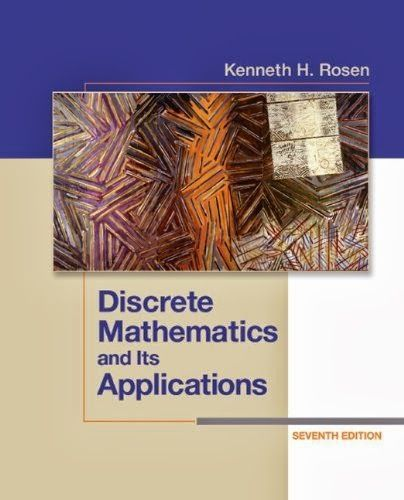 Kenneth H. Rosen
Discrete
Mathematics
and Its
Applications
SEVENTH EDITION